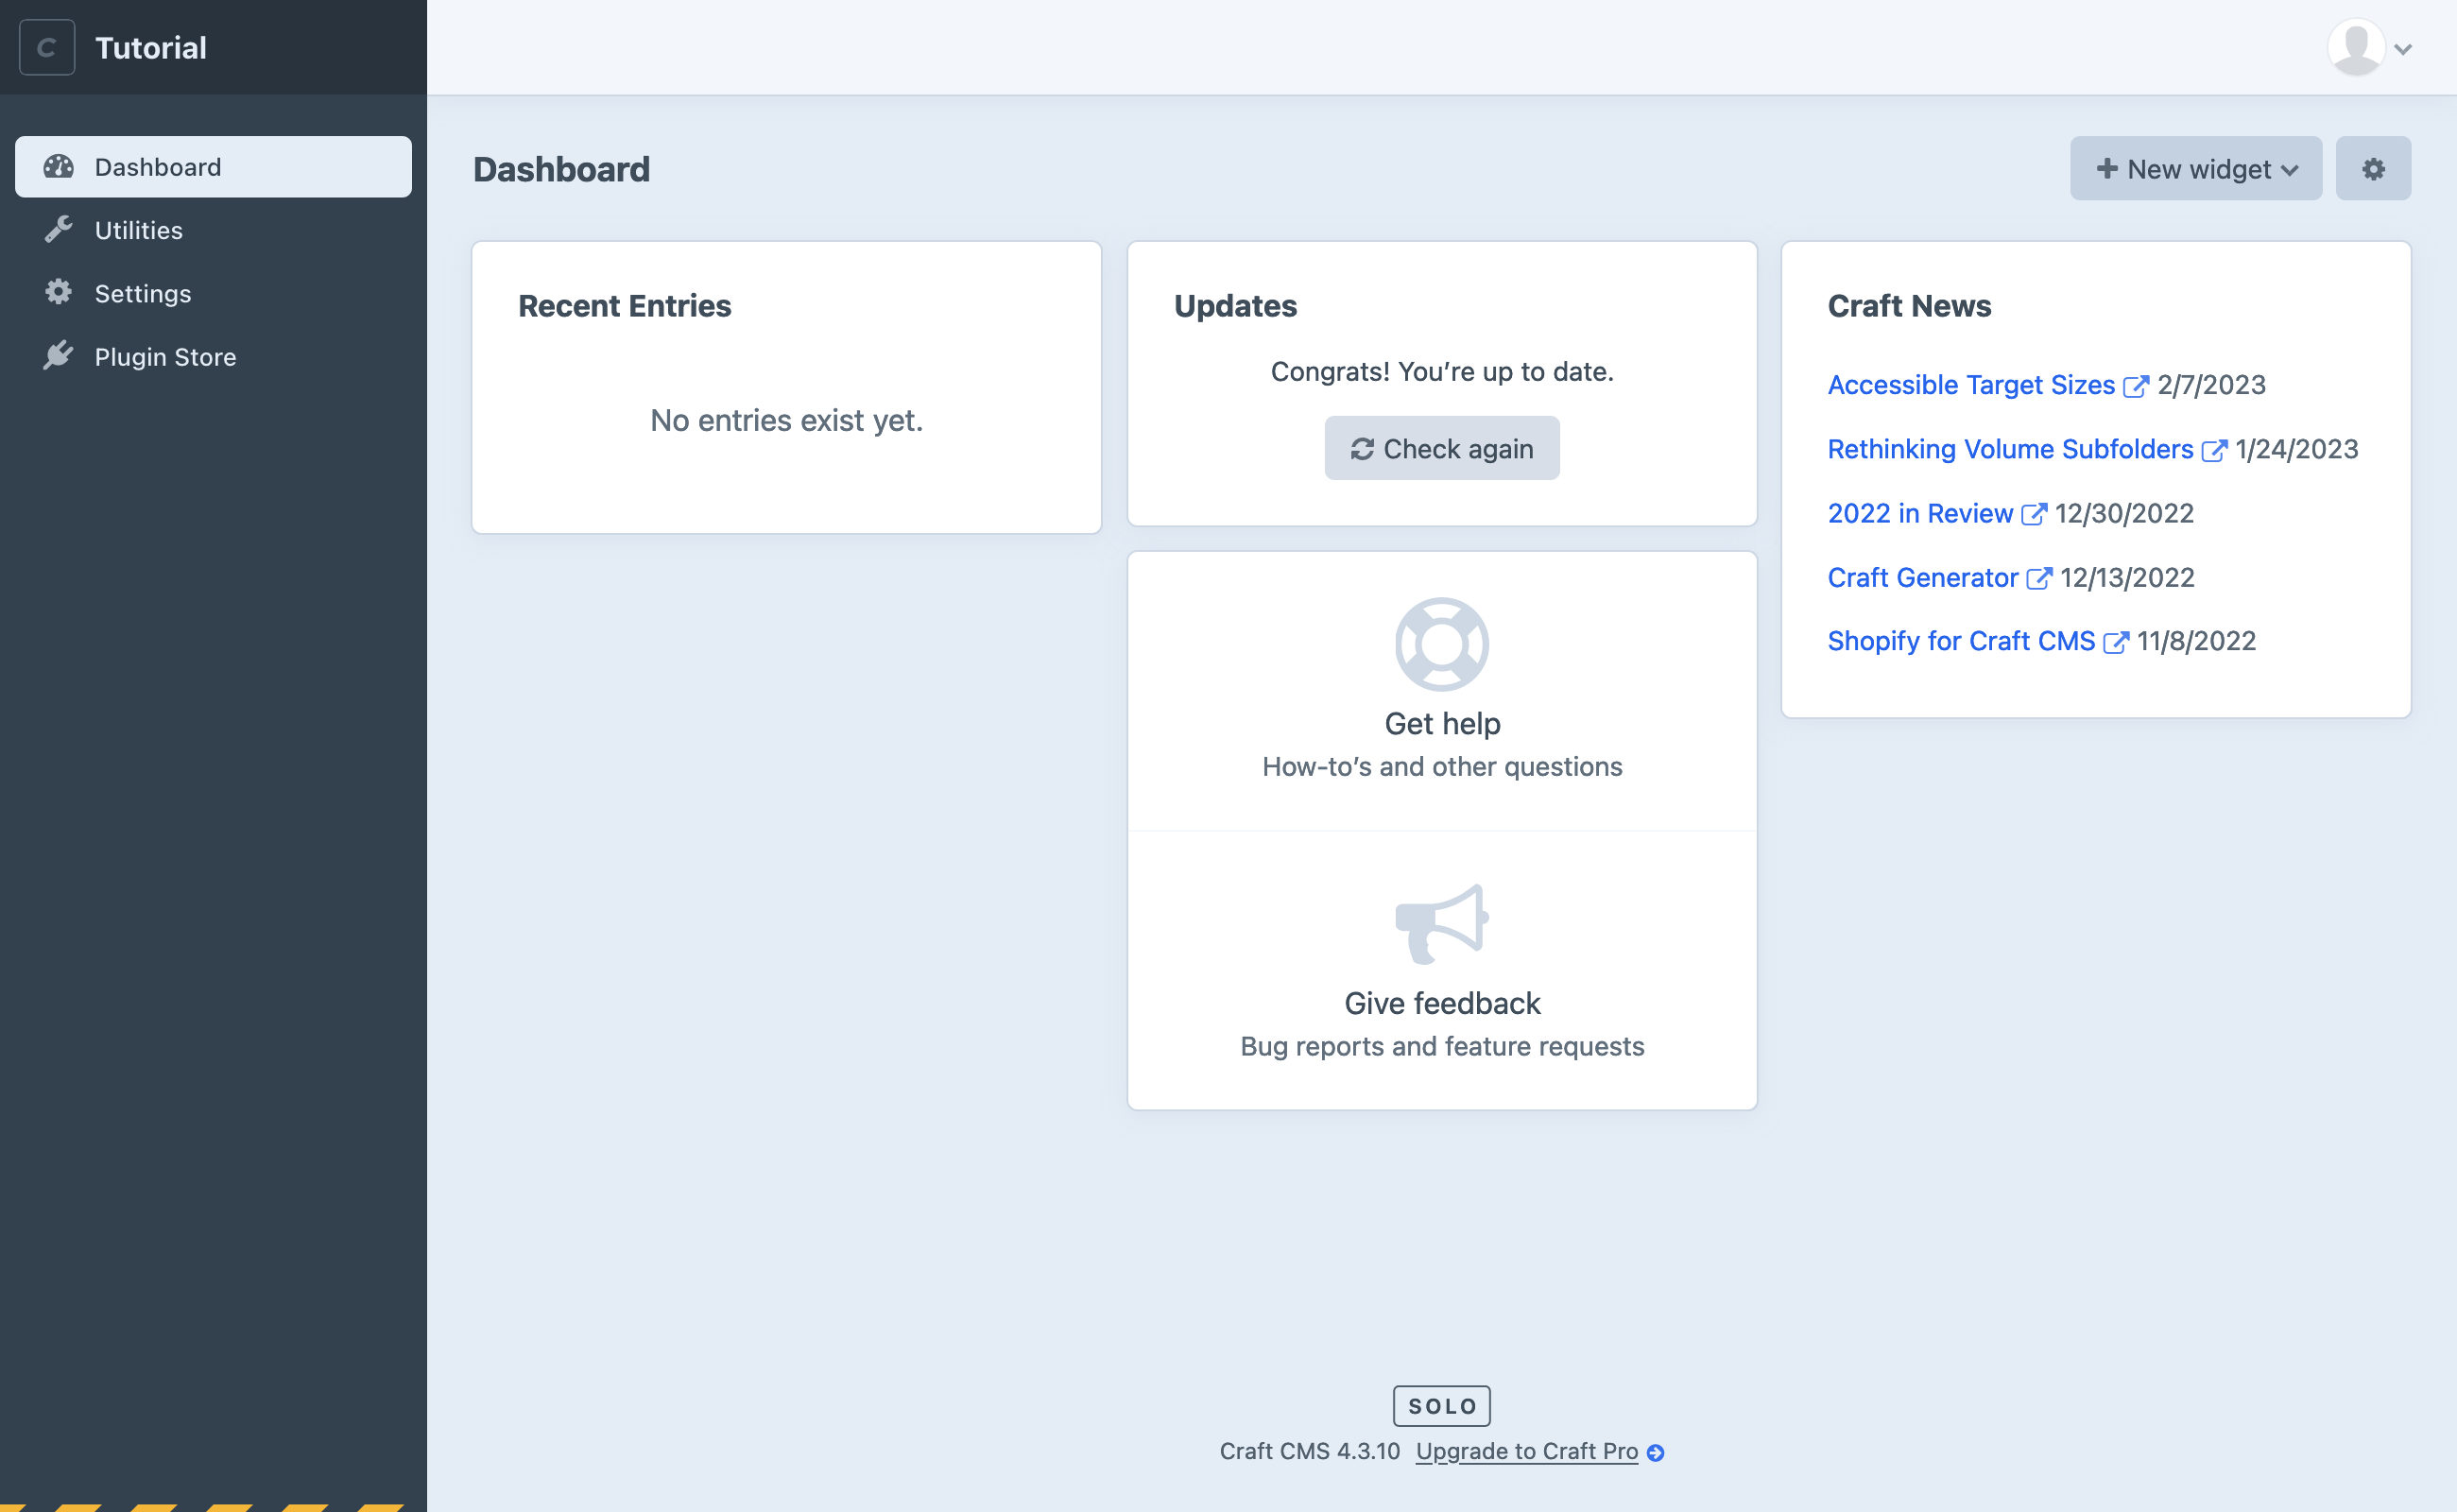 C
Tutorial
Dashboard
Utilities
Settings
Plugin Store
Dashboard
New widget
Recent Entries
No entries exist yet.
Updates
Congrats! You’re up to date.
Check again
Get help
How-to’s and other questions
Give feedback
Bug reports and feature requests
Craft News
Accessible Target Sizes 2/7/2023
Rethinking Volume Subfolders 1/24/2023
2022 in Review 12/30/2022
Craft Generator 12/13/2022
Shopify for Craft CMS 11/8/2022
SOLO
Craft CMS 4.3.10 Upgrade to Craft Pro